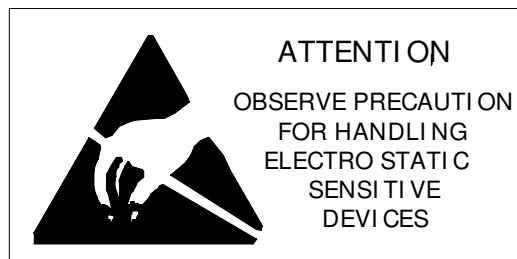 ATTENTION
OBSERVE PRECAUTION
FOR HANDLING
ELECTRO STATIC
SENSITIVE
DEVICES